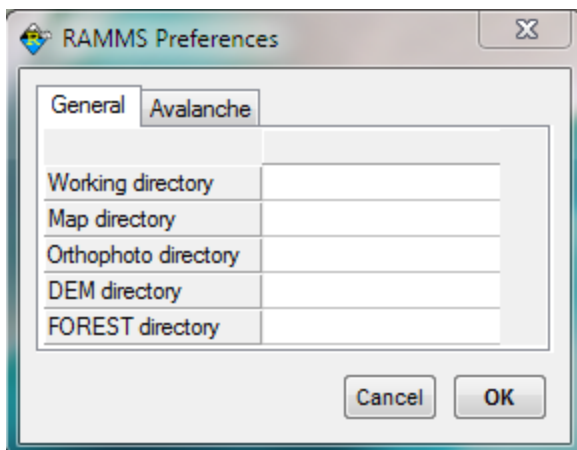 RAMMS Preferences
General Avalanche
Working directory
Map directory
Orthophoto directory
DEM directory
FOREST directory
Cancel OK